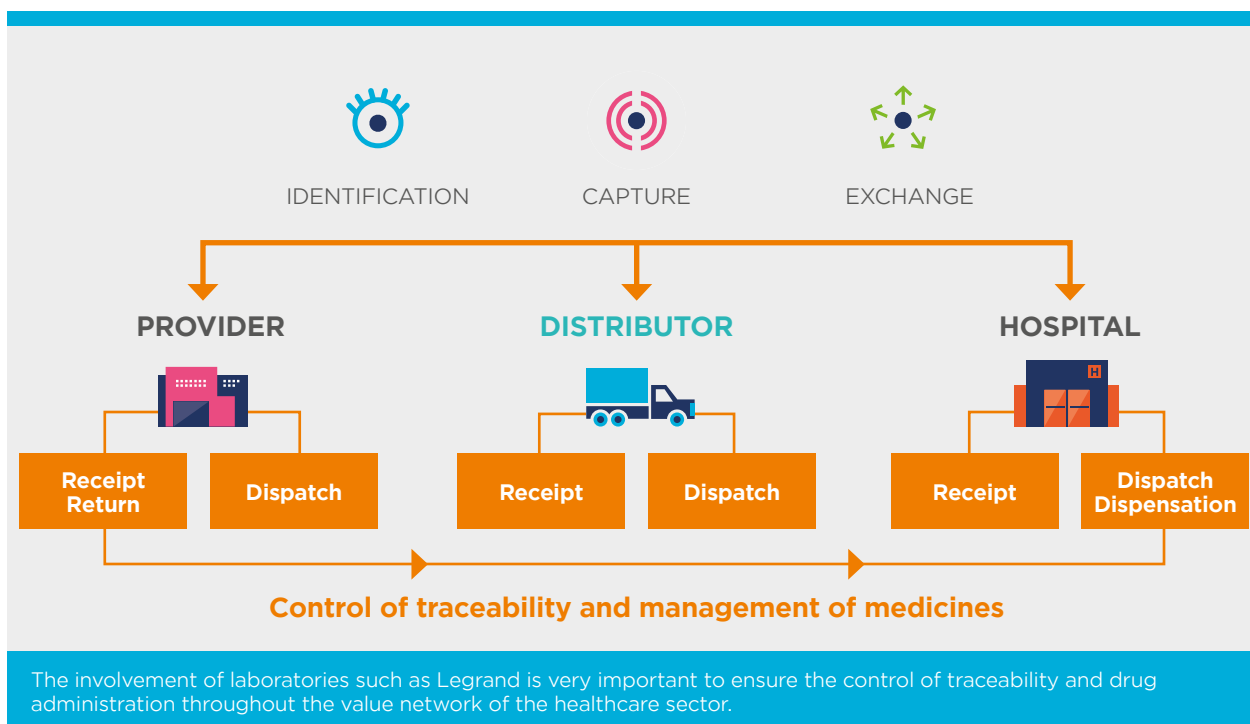 IDENTIFICATION
CAPTURE
EXCHANGE
PROVIDER
DISTRIBUTOR
HOSPITAL
H
Receipt
Return
Dispatch
Receipt
Dispatch
Receipt
Dispatch
Dispensation
Control of traceability and management of medicines
The involvement of laboratories such as Legrand is very important to ensure the control of traceability and drug
administration throughout the value network of the healthcare sector.